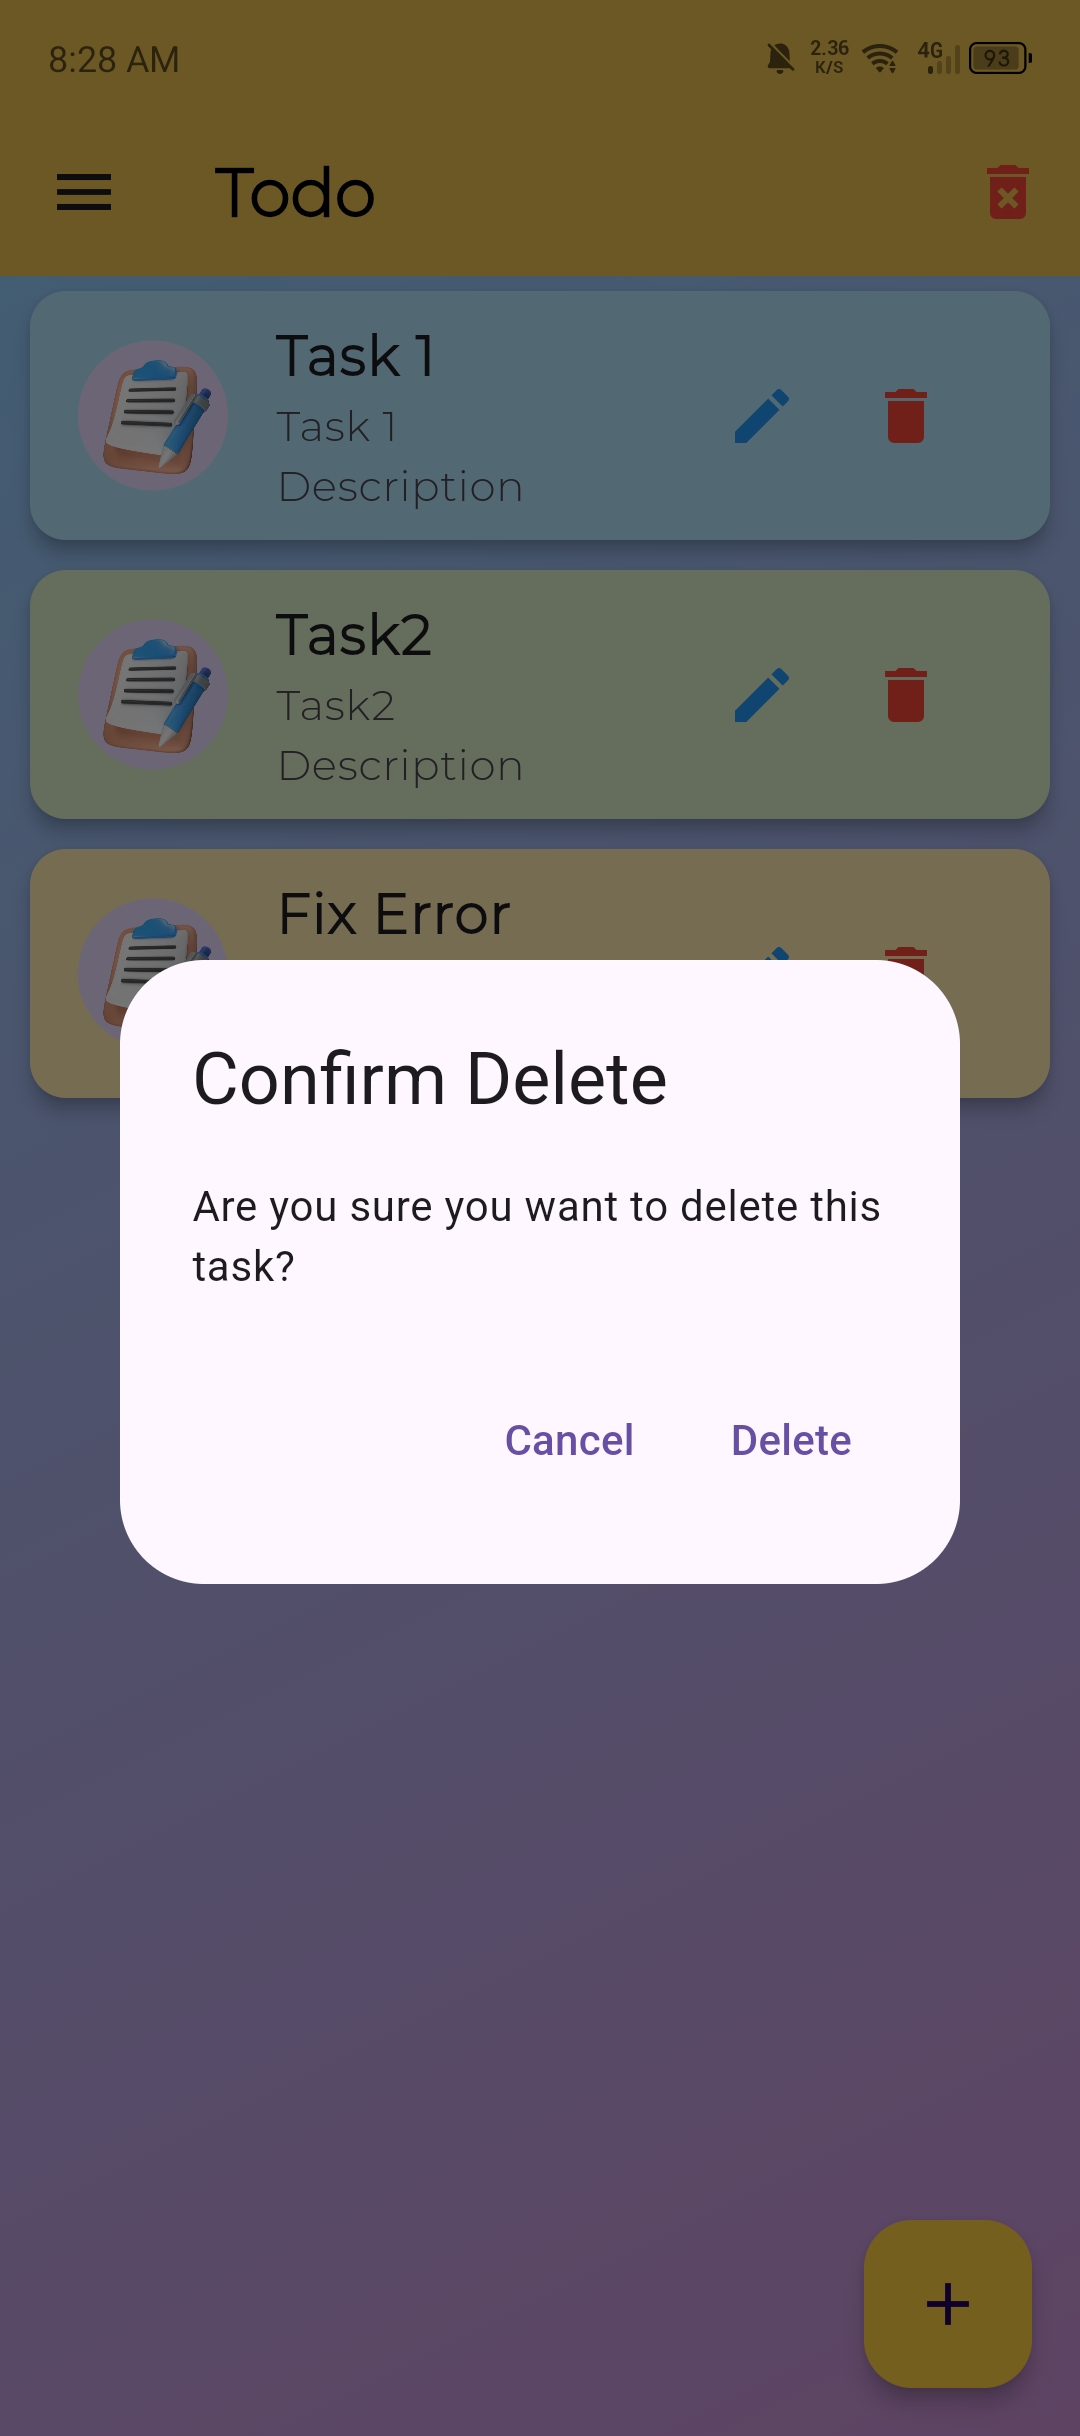 8:28 AM
2.36
K/S
4G
93
Todo
Task 1
Task 1
Description
Task2
Task2
Description
Fix Error
Confirm Delete
Are you sure you want to delete this
task?
Cancel
Delete